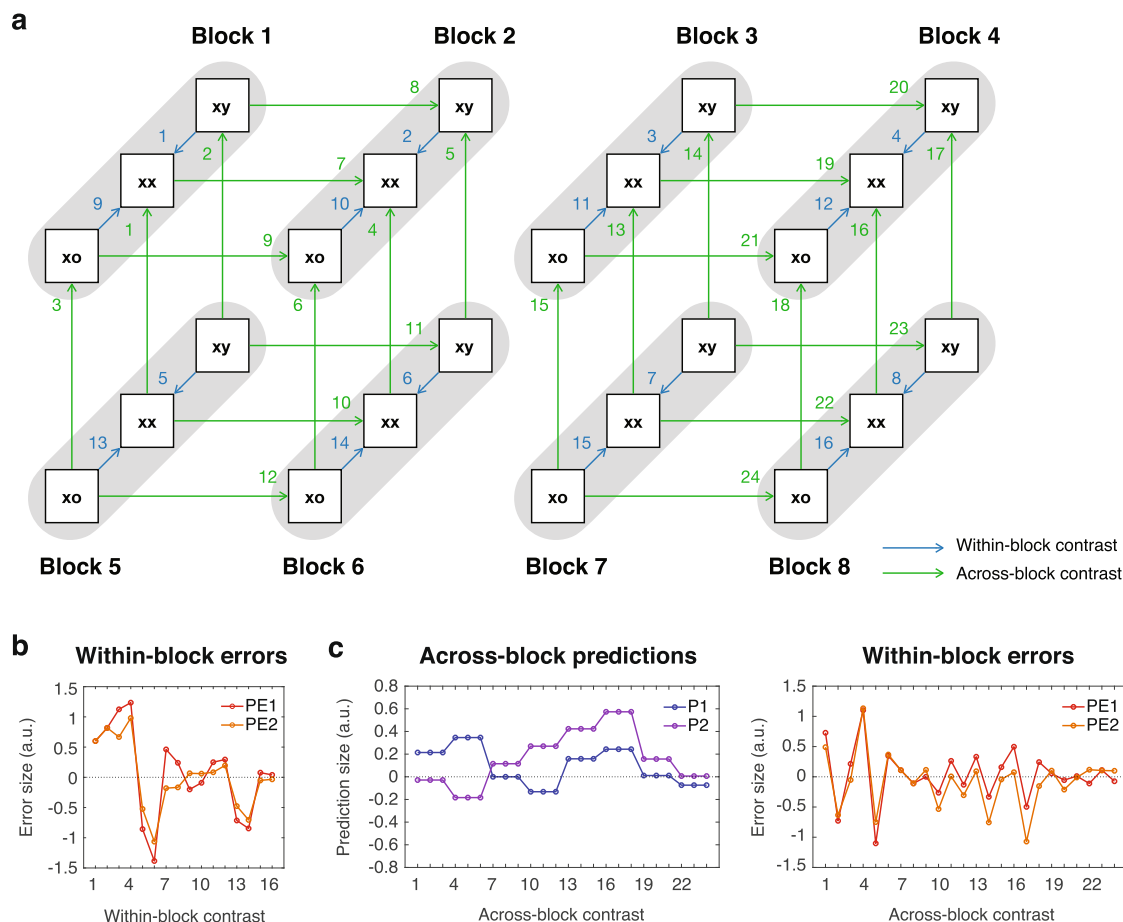 a
Block 1 Block 2 Block 3 Block 4
8 20
xy xy xy xy
1 2 3 4
2 5 14 17
7 19
xx xx xx xx
9 10 11 12
1 4 13 16
9 21
xo xo xo xo
3 6 15 18
11 23
xy xy xy xy
5 6 7 8
10 22
xx xx xx xx
13 14 15 16
12 24
xo xo xo xo
Block 5 Block 6 Block 7 Block 8
Within-block contrast
Across-block contrast
b
Within-block errors
Error size (a.u.)
1.5
1
0.5
0
-0.5
-1
-1.5
PE1
PE2
1 4 7 10 13 16
Within-block contrast
c
Across-block predictions
Prediction size (a.u.)
0.8
0.6
0.4
0.2
0
-0.2
-0.4
-0.6
-0.8
P1
P2
1 4 7 10 13 16 19 22
Across-block contrast
Within-block errors
Error size (a.u.)
1.5
1
0.5
0
-0.5
-1
-1.5
PE1
PE2
1 4 7 10 13 16 19 22
Across-block contrast